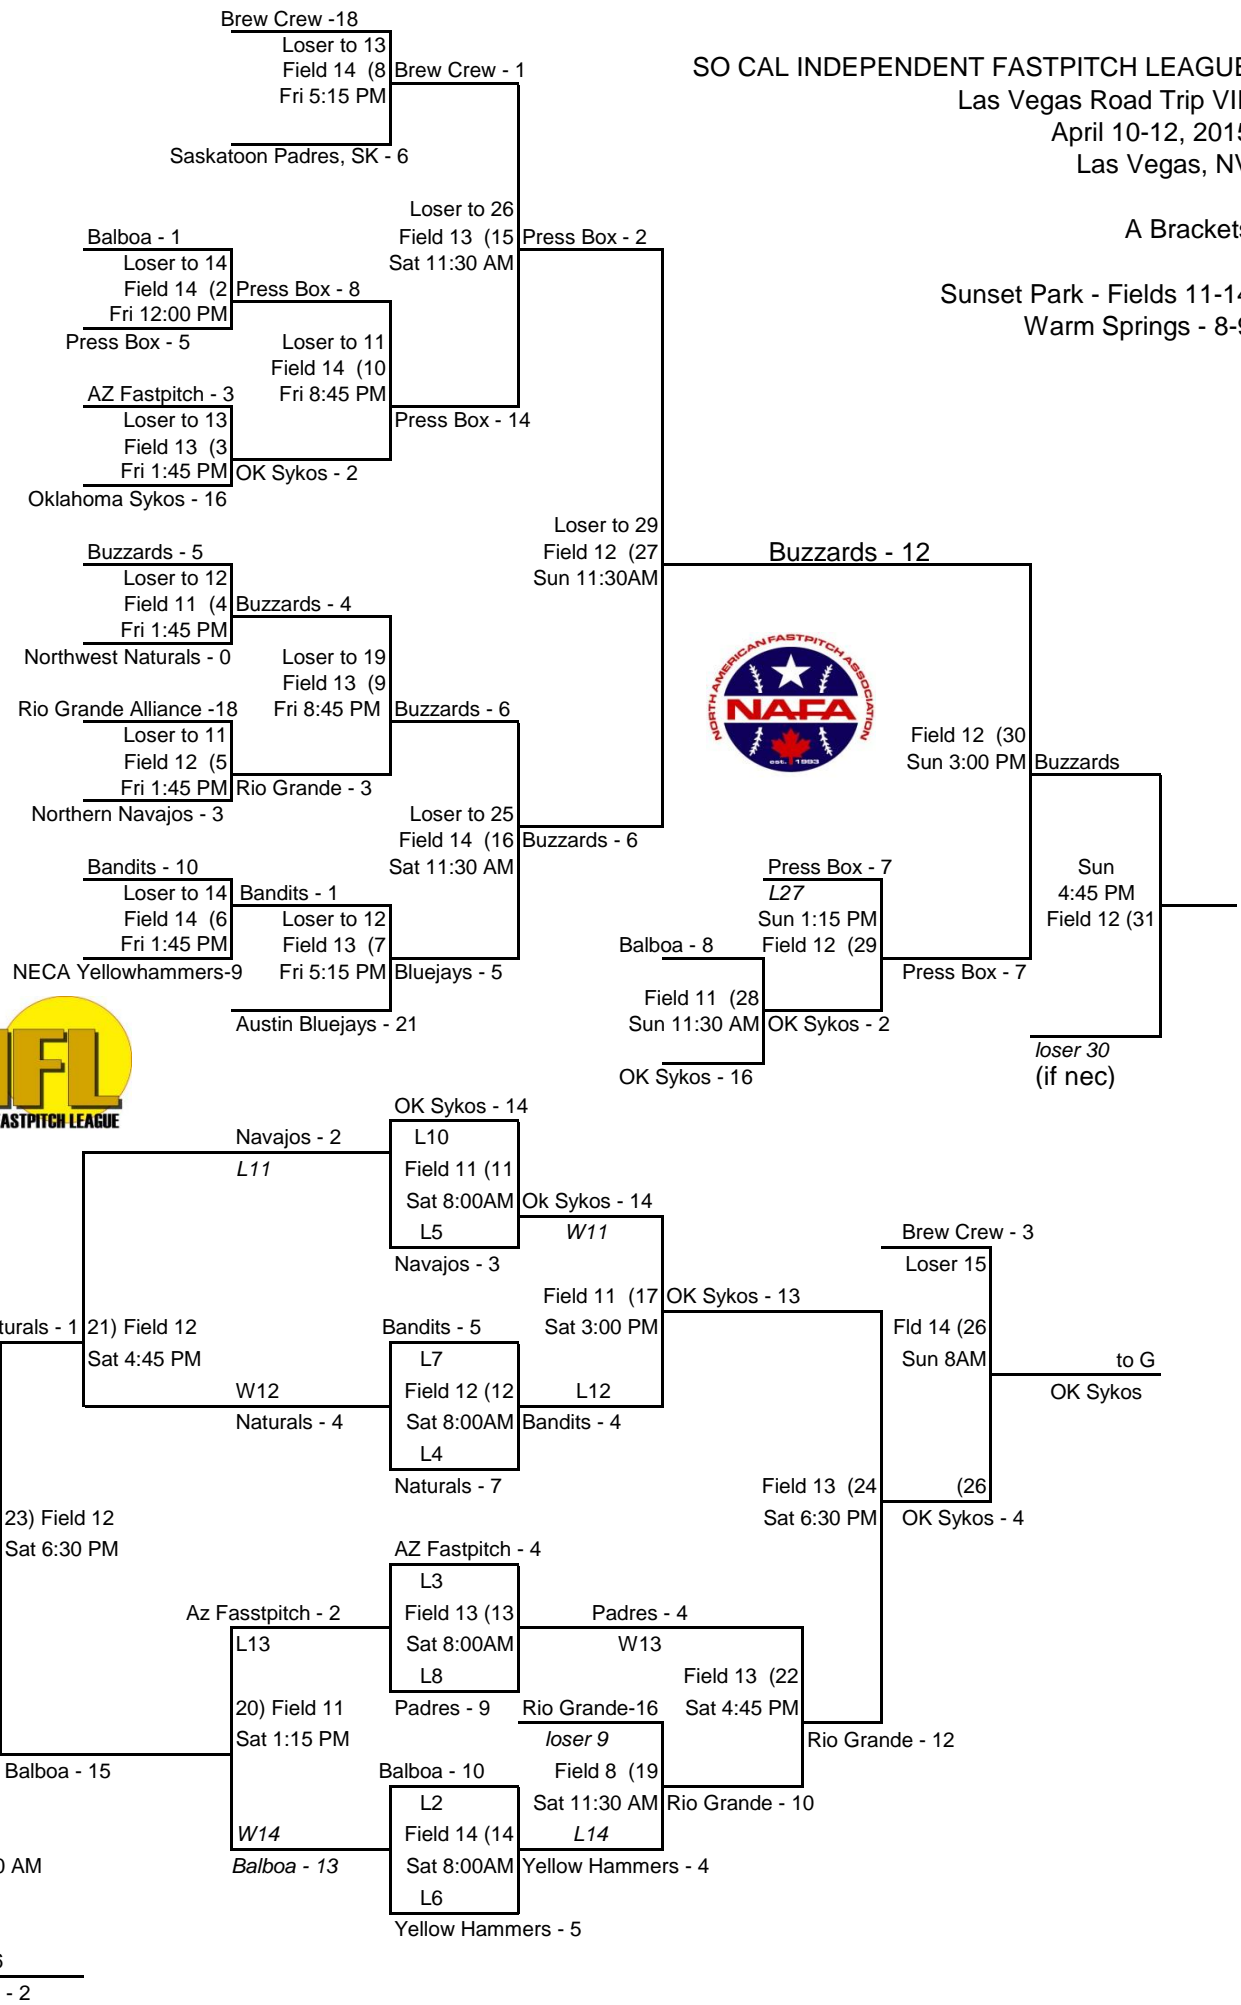 Brew Crew -18
Loser to 13
Field 14 (8
Fri 5:15 PM
Brew Crew - 1
Saskatoon Padres, SK - 6
SO CAL INDEPENDENT FASTPITCH LEAGUE
Las Vegas Road Trip VII
April 10-12, 2015
Las Vegas, NV
A Brackets
Sunset Park - Fields 11-14
Warm Springs - 8-9
Loser to 26
Field 13 (15
Sat 11:30 AM
Press Box - 2
Balboa - 1
Loser to 14
Field 14 (2
Fri 12:00 PM
Press Box - 8
Press Box - 5
Loser to 11
Field 14 (10
Fri 8:45 PM
AZ Fastpitch - 3
Loser to 13
Field 13 (3
Fri 1:45 PM
Press Box - 14
OK Sykos - 2
Oklahoma Sykos - 16
Loser to 29
Field 12 (27
Sun 11:30AM
Buzzards - 12
Buzzards - 5
Loser to 12
Field 11 (4
Fri 1:45 PM
Buzzards - 4
Northwest Naturals - 0
Loser to 19
Field 13 (9
Fri 8:45 PM
Buzzards - 6
Rio Grande Alliance -18
Loser to 11
Field 12 (5
Fri 1:45 PM
Rio Grande - 3
Northern Navajos - 3
NORTH AMERICAN FASTPITCH ASSOCIATION
NAFA
est. 1993
Field 12 (30
Sun 3:00 PM
Buzzards
Loser to 25
Field 14 (16
Sat 11:30 AM
Buzzards - 6
Bandits - 10
Loser to 14
Field 14 (6
Fri 1:45 PM
Bandits - 1
Loser to 12
Field 13 (7
Fri 5:15 PM
Bluejays - 5
NECA Yellowhammers-9
Austin Bluejays - 21
Press Box - 7
L27
Sun 1:15 PM
Field 12 (29
Sun
4:45 PM
Field 12 (31
Balboa - 8
Field 11 (28
Sun 11:30 AM
OK Sykos - 2
Press Box - 7
OK Sykos - 16
loser 30
(if nec)
IFL
FASTPITCH LEAGUE
OK Sykos - 14
Navajos - 2
L11
L10
Field 11 (11
Sat 8:00AM
L5
Navajos - 3
Ok Sykos - 14
W11
Brew Crew - 3
Loser 15
Field 11 (17
Sat 3:00 PM
OK Sykos - 13
turals - 1
21) Field 12
Sat 4:45 PM
Bandits - 5
L7
Field 12 (12
Sat 8:00AM
L4
Naturals - 7
W12
Naturals - 4
L12
Bandits - 4
Fld 14 (26
Sun 8AM
to G
OK Sykos
Field 13 (24
Sat 6:30 PM
(26
OK Sykos - 4
23) Field 12
Sat 6:30 PM
AZ Fastpitch - 4
L3
Field 13 (13
Sat 8:00AM
L8
Padres - 9
Az Fasstpitch - 2
L13
Padres - 4
W13
Field 13 (22
Sat 4:45 PM
20) Field 11
Sat 1:15 PM
Rio Grande-16
loser 9
Rio Grande - 12
Balboa - 15
Balboa - 10
Field 8 (19
Sat 11:30 AM
Rio Grande - 10
L2
Field 14 (14
Sat 8:00AM
L6
Yellow Hammers - 5
W14
Balboa - 13
L14
Yellow Hammers - 4
0 AM
- 2